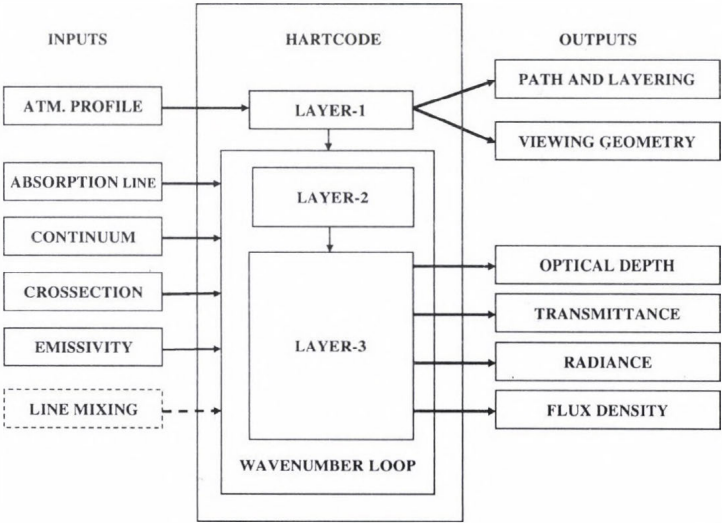 INPUTS
HARTCODE
OUTPUTS
ATM. PROFILE
LAYER-1
PATH AND LAYERING
VIEWING GEOMETRY
ABSORPTION LINE
CONTINUUM
CROSSECTION
EMISSIVITY
LINE MIXING
LAYER-2
LAYER-3
WAVENUMBER LOOP
OPTICAL DEPTH
TRANSMITTANCE
RADIANCE
FLUX DENSITY